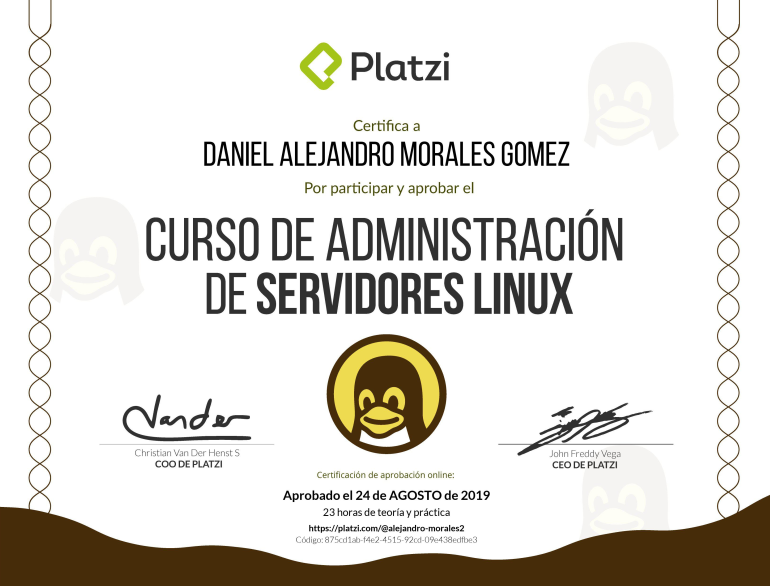 Platzi
Certifica a
DANIEL ALEJANDRO MORALES GOMEZ
Por participar y aprobar el
CURSO DE ADMINISTRACIÓN
DE SERVIDORES LINUX
Vander
Christian Van Der Henst S
COO DE PLATZI
John Freddy Vega
CEO DE PLATZI
Certificación de aprobación online:
Aprobado el 24 de AGOSTO de 2019
23 horas de teoría y práctica
https://platzi.com/@alejandro-morales2
Código: 875cd1ab-f4e2-4515-92cd-09e438edfbe3